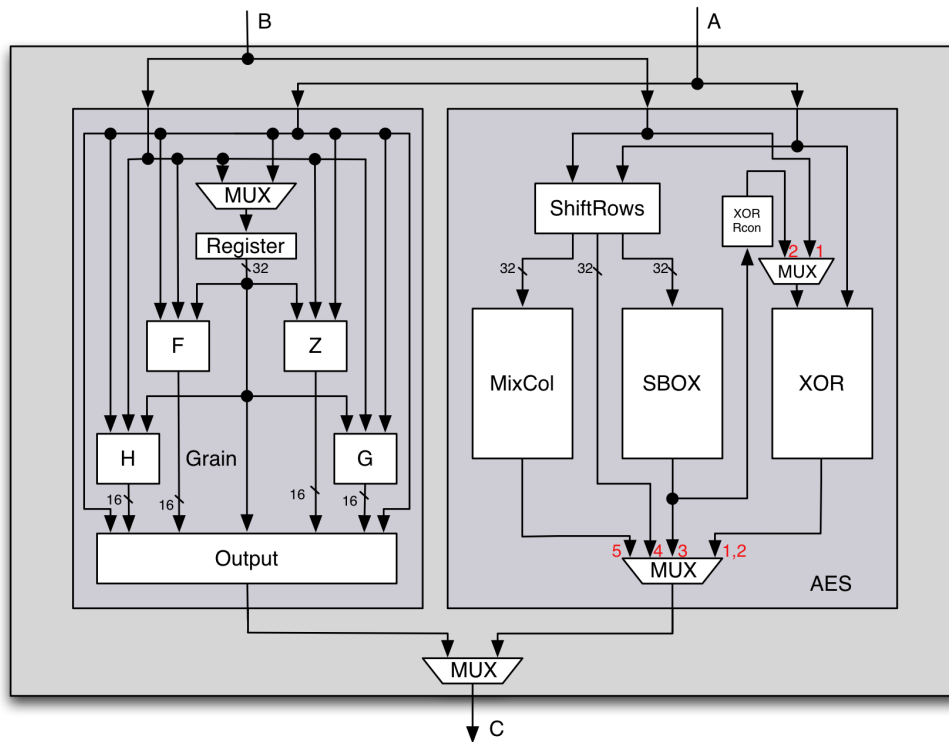 B
A
MUX
Register
32
F
Z
H
Grain
G
16
16
16
16
Output
ShiftRows
XOR
Rcon
2
1
MUX
32
32
32
MixCol
SBOX
XOR
5
4
3
1,2
MUX
AES
MUX
C